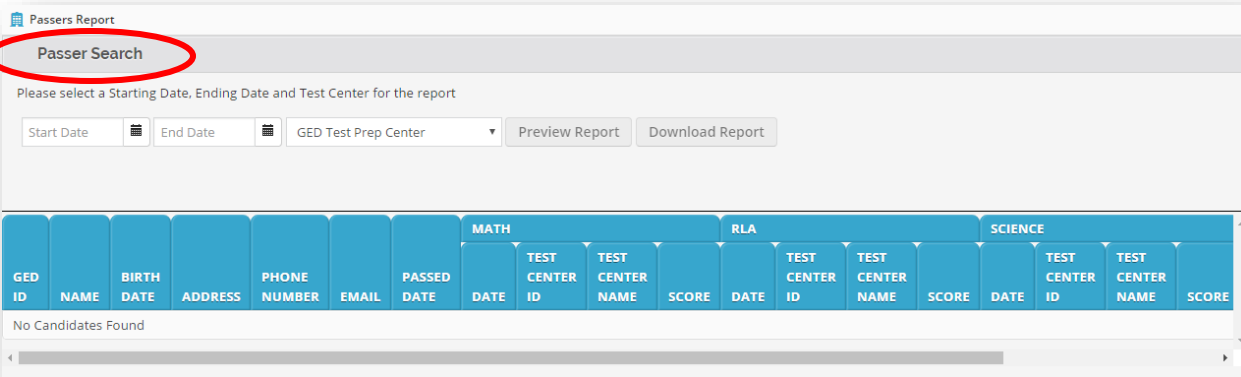 Passers Report
Passer Search
Please select a Starting Date, Ending Date and Test Center for the report
Start Date End Date GED Test Prep Center Preview Report Download Report
MATH RLA SCIENCE
GED ID NAME BIRTH DATE ADDRESS PHONE NUMBER EMAIL PASSED DATE DATE TEST CENTER ID TEST CENTER NAME SCORE DATE TEST CENTER ID TEST CENTER NAME SCORE DATE TEST CENTER ID TEST CENTER NAME SCORE
No Candidates Found